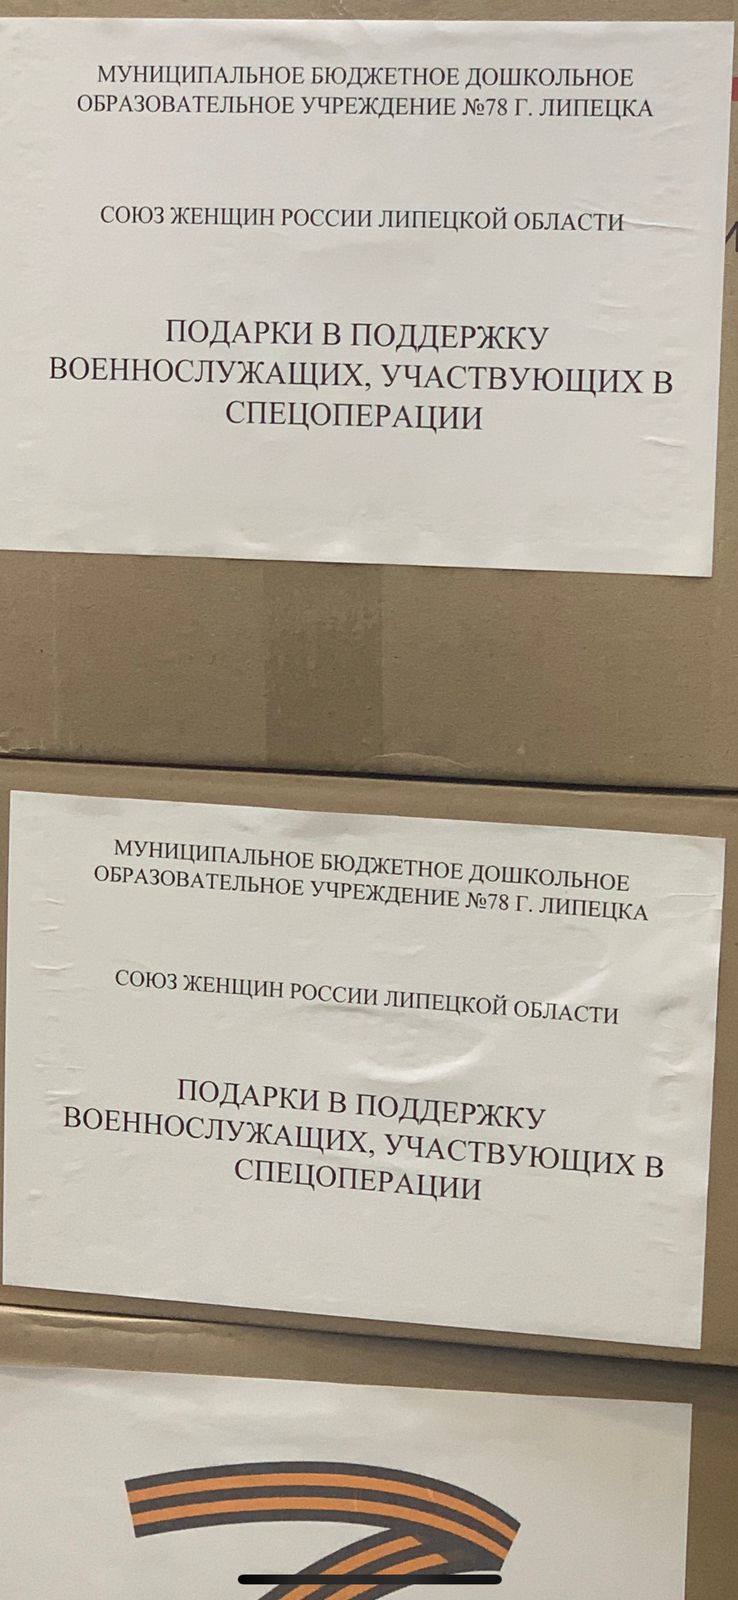 МУНИЦИПАЛЬНОЕ БЮДЖЕТНОЕ ДОШКОЛЬНОЕ
ОБРАЗОВАТЕЛЬНОЕ УЧРЕЖДЕНИЕ №78 Г. ЛИПЕЦКА
СОЮЗ ЖЕНЩИН РОССИИ ЛИПЕЦКОЙ ОБЛАСТИ
ПОДАРКИ В ПОДДЕРЖКУ
ВОЕННОСЛУЖАЩИХ, УЧАСТВУЮЩИХ В
СПЕЦОПЕРАЦИИ
МУНИЦИПАЛЬНОЕ БЮДЖЕТНОЕ ДОШКОЛЬНОЕ
ОБРАЗОВАТЕЛЬНОЕ УЧРЕЖДЕНИЕ №78 Г. ЛИПЕЦКА
СОЮЗ ЖЕНЩИН РОССИИ ЛИПЕЦКОЙ ОБЛАСТИ
ПОДАРКИ В ПОДДЕРЖКУ
ВОЕННОСЛУЖАЩИХ, УЧАСТВУЮЩИХ В
СПЕЦОПЕРАЦИИ
Z